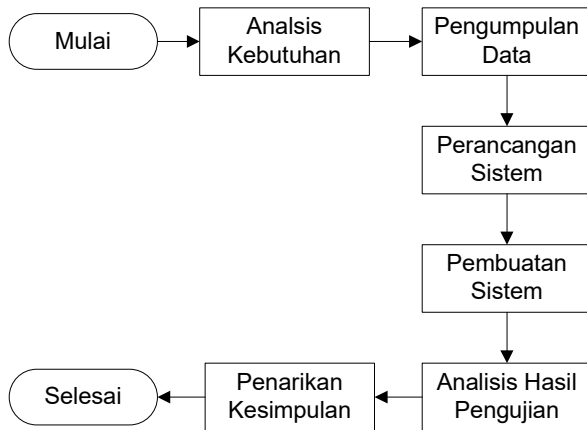 Mulai
Analsis
Kebutuhan
Pengumpulan
Data
Perancangan
Sistem
Pembuatan
Sistem
Analisis Hasil
Pengujian
Penarikan
Kesimpulan
Selesai